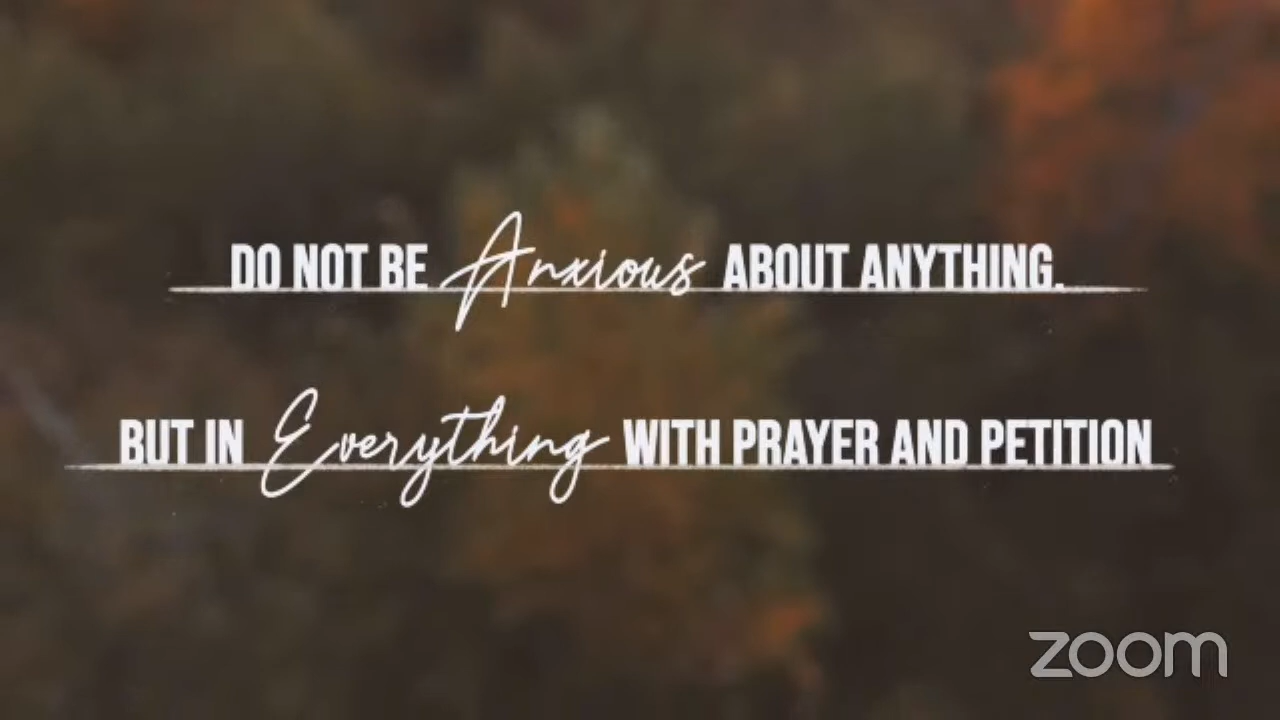 DO NOT BE Anxious ABOUT ANYTHING.
BUT IN Everything WITH PRAYER AND PETITION
zoom